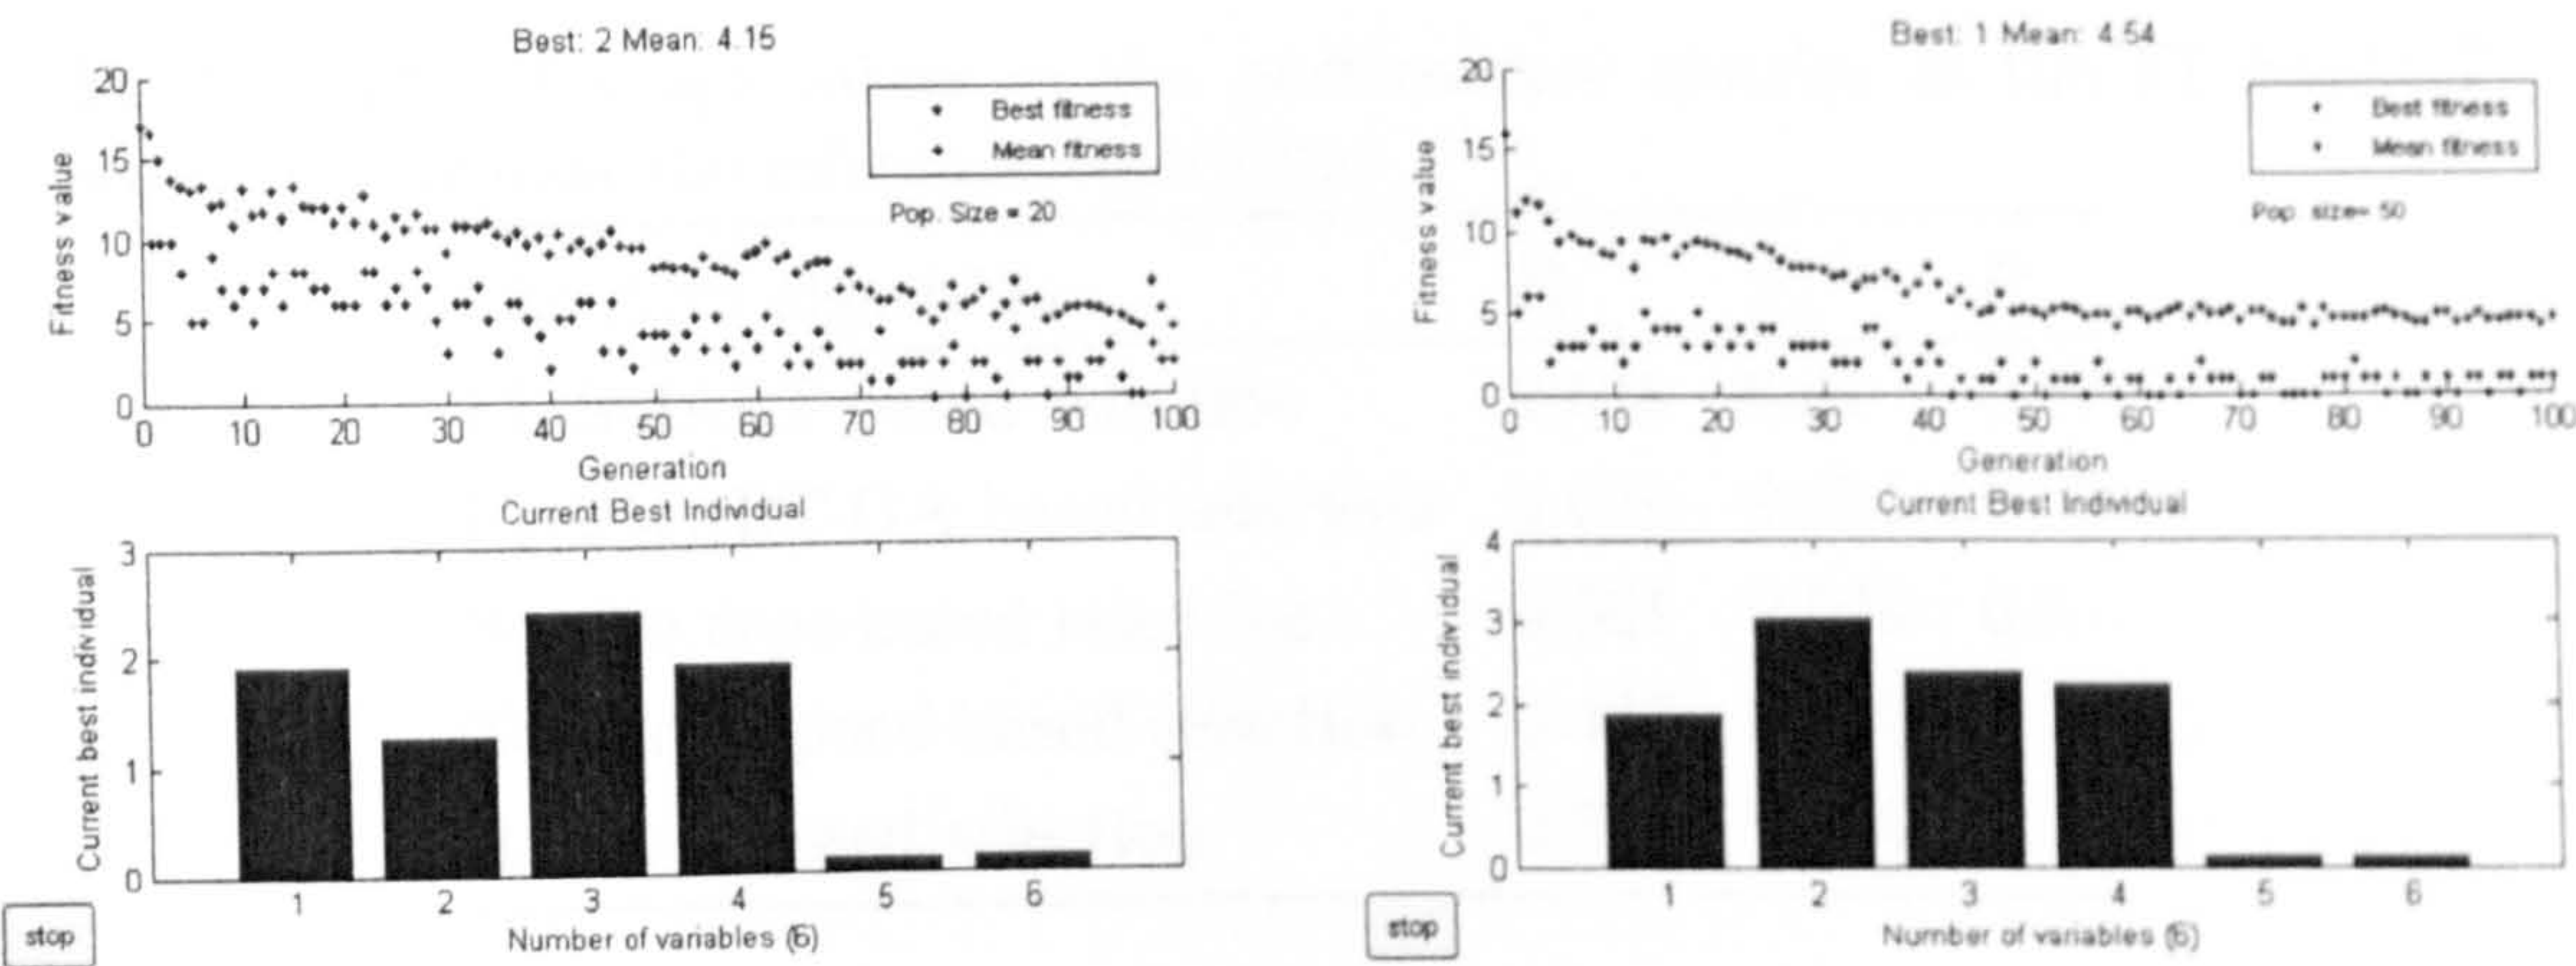 Best: 2 Mean: 4.15
20
15
10
5
0
Fitness value
Best fitness
Mean fitness
Pop. Size = 20
0 10 20 30 40 50 60 70 80 90 100
Generation
Current Best Individual
3
2
1
0
Current best individual
1 2 3 4 5 6
Number of variables (6)
stop
Best: 1 Mean: 4.54
20
15
10
5
0
Fitness value
Best fitness
Mean fitness
Pop. size= 50
0 10 20 30 40 50 60 70 80 90 100
Generation
Current Best Individual
4
3
2
1
0
Current best individual
1 2 3 4 5 6
Number of variables (6)
stop